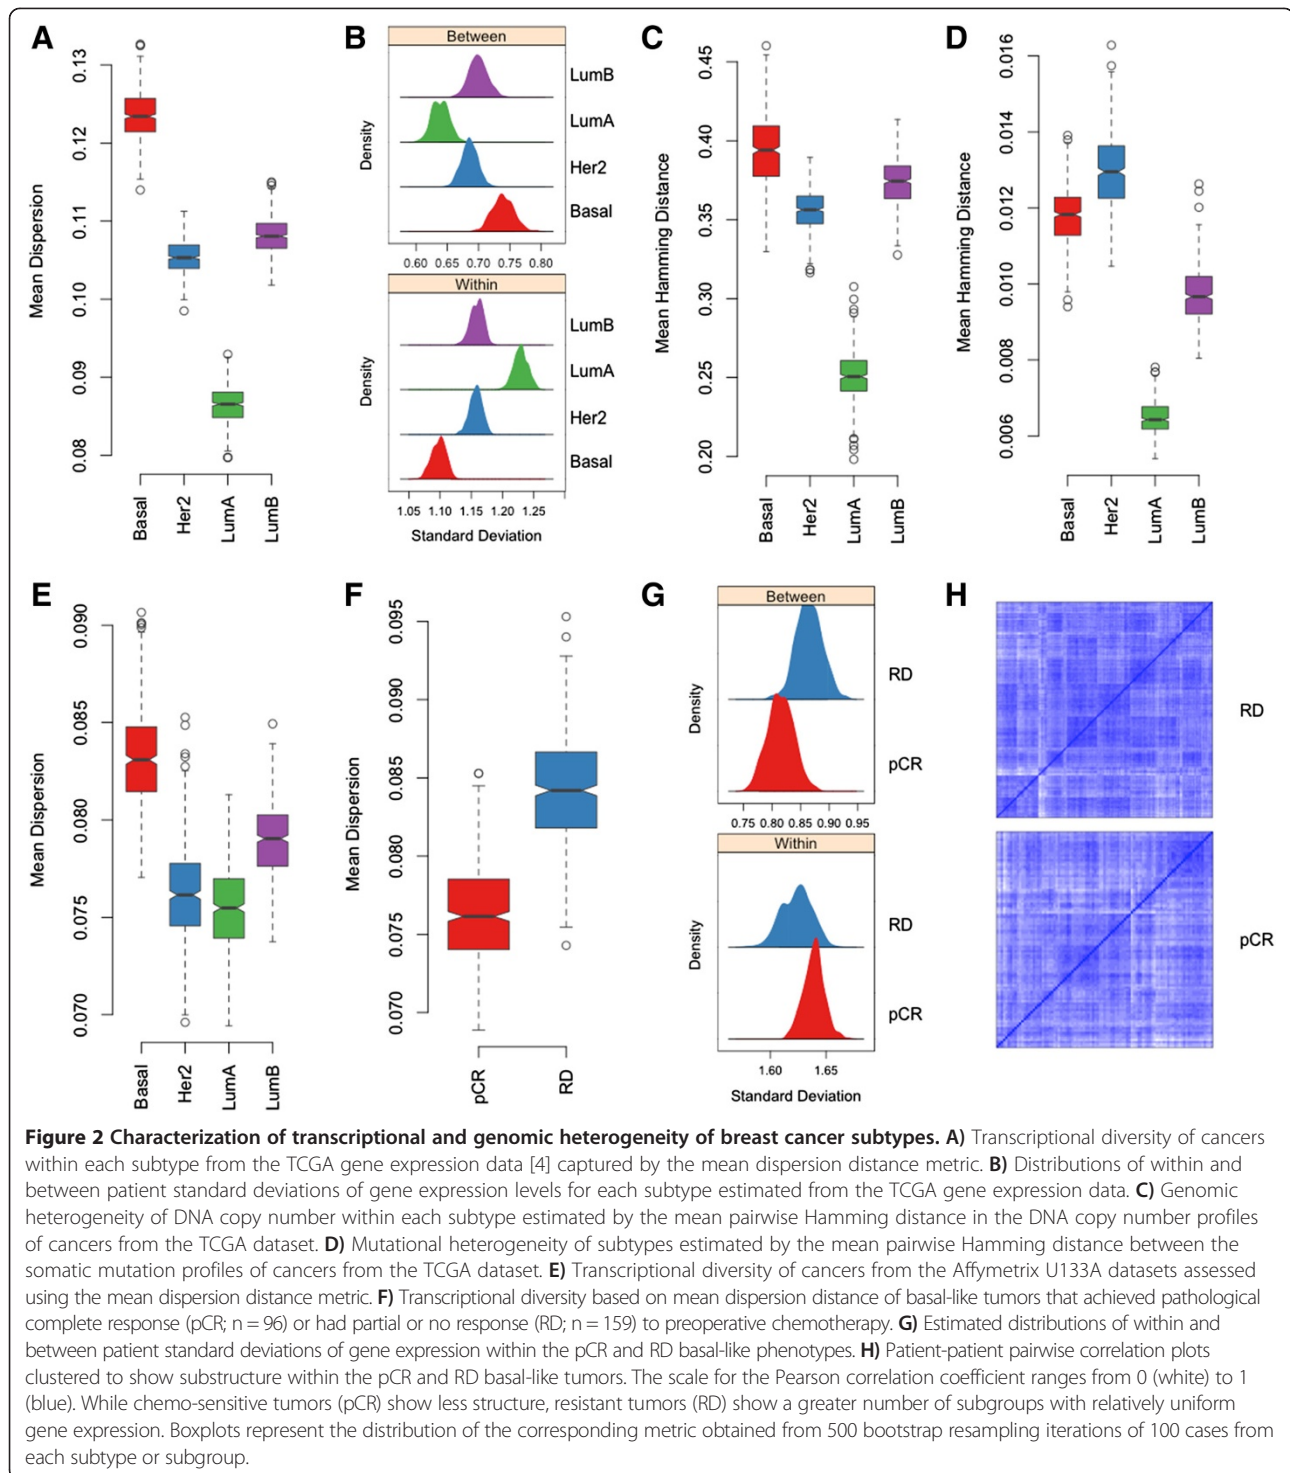 A
Mean Dispersion
0.13
0.12
0.11
0.10
0.09
0.08
Basal
Her2
LumA
LumB
B
Between
Density
LumB
LumA
Her2
Basal
0.60 0.65 0.70 0.75 0.80
Within
Density
LumB
LumA
Her2
Basal
1.05 1.10 1.15 1.20 1.25
Standard Deviation
C
Mean Hamming Distance
0.45
0.40
0.35
0.30
0.25
0.20
Basal
Her2
LumA
LumB
D
Mean Hamming Distance
0.016
0.014
0.012
0.010
0.008
0.006
Basal
Her2
LumA
LumB
E
Mean Dispersion
0.090
0.085
0.080
0.075
0.070
Basal
Her2
LumA
LumB
F
Mean Dispersion
0.095
0.090
0.085
0.080
0.075
0.070
pCR
RD
G
Between
Density
RD
pCR
0.75 0.80 0.85 0.90 0.95
Within
Density
RD
pCR
1.60 1.65
Standard Deviation
H
RD
pCR
Figure 2 Characterization of transcriptional and genomic heterogeneity of breast cancer subtypes. A) Transcriptional diversity of cancers
within each subtype from the TCGA gene expression data [4] captured by the mean dispersion distance metric. B) Distributions of within and
between patient standard deviations of gene expression levels for each subtype estimated from the TCGA gene expression data. C) Genomic
heterogeneity of DNA copy number within each subtype estimated by the mean pairwise Hamming distance in the DNA copy number profiles
of cancers from the TCGA dataset. D) Mutational heterogeneity of subtypes estimated by the mean pairwise Hamming distance between the
somatic mutation profiles of cancers from the TCGA dataset. E) Transcriptional diversity of cancers from the Affymetrix U133A datasets assessed
using the mean dispersion distance metric. F) Transcriptional diversity based on mean dispersion distance of basal-like tumors that achieved pathological
complete response (pCR; n = 96) or had partial or no response (RD; n = 159) to preoperative chemotherapy. G) Estimated distributions of within and
between patient standard deviations of gene expression within the pCR and RD basal-like phenotypes. H) Patient-patient pairwise correlation plots
clustered to show substructure within the pCR and RD basal-like tumors. The scale for the Pearson correlation coefficient ranges from 0 (white) to 1
(blue). While chemo-sensitive tumors (pCR) show less structure, resistant tumors (RD) show a greater number of subgroups with relatively uniform
gene expression. Boxplots represent the distribution of the corresponding metric obtained from 500 bootstrap resampling iterations of 100 cases from
each subtype or subgroup.